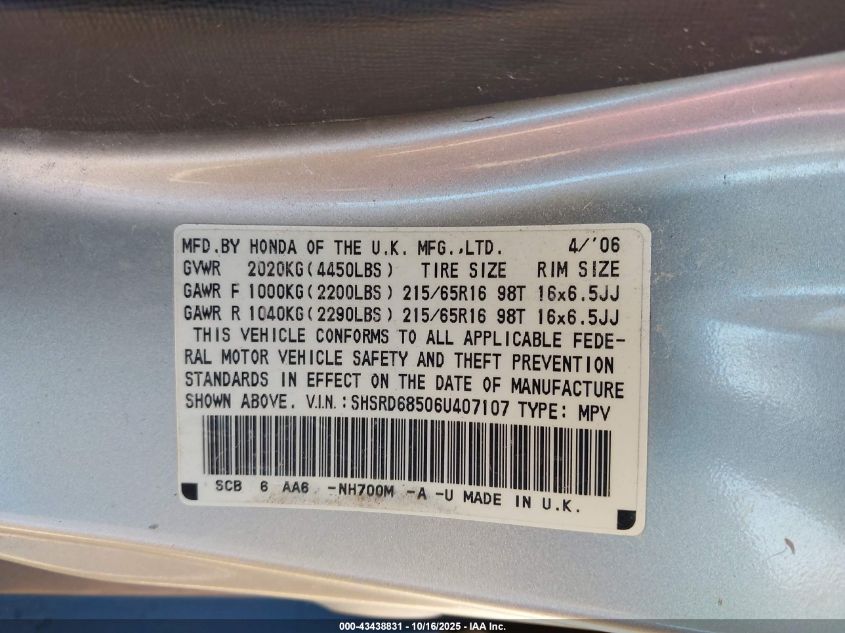 MFD.BY HONDA OF THE U.K. MFG.,LTD. 4/'06
GVWR 2020KG(4450LBS) TIRE SIZE RIM SIZE
GAWR F 1000KG(2200LBS) 215/65R16 98T 16x6.5JJ
GAWR R 1040KG(2290LBS) 215/65R16 98T 16x6.5JJ
THIS VEHICLE CONFORMS TO ALL APPLICABLE FEDE-
RAL MOTOR VEHICLE SAFETY AND THEFT PREVENTION
STANDARDS IN EFFECT ON THE DATE OF MANUFACTURE
SHOWN ABOVE. V.I.N.:SHSRD68506U407107 TYPE: MPV
SCB 6 AA6 -NH700M -A -U MADE IN U.K.
000-43438831 - 10/16/2025 - www.iaai.com